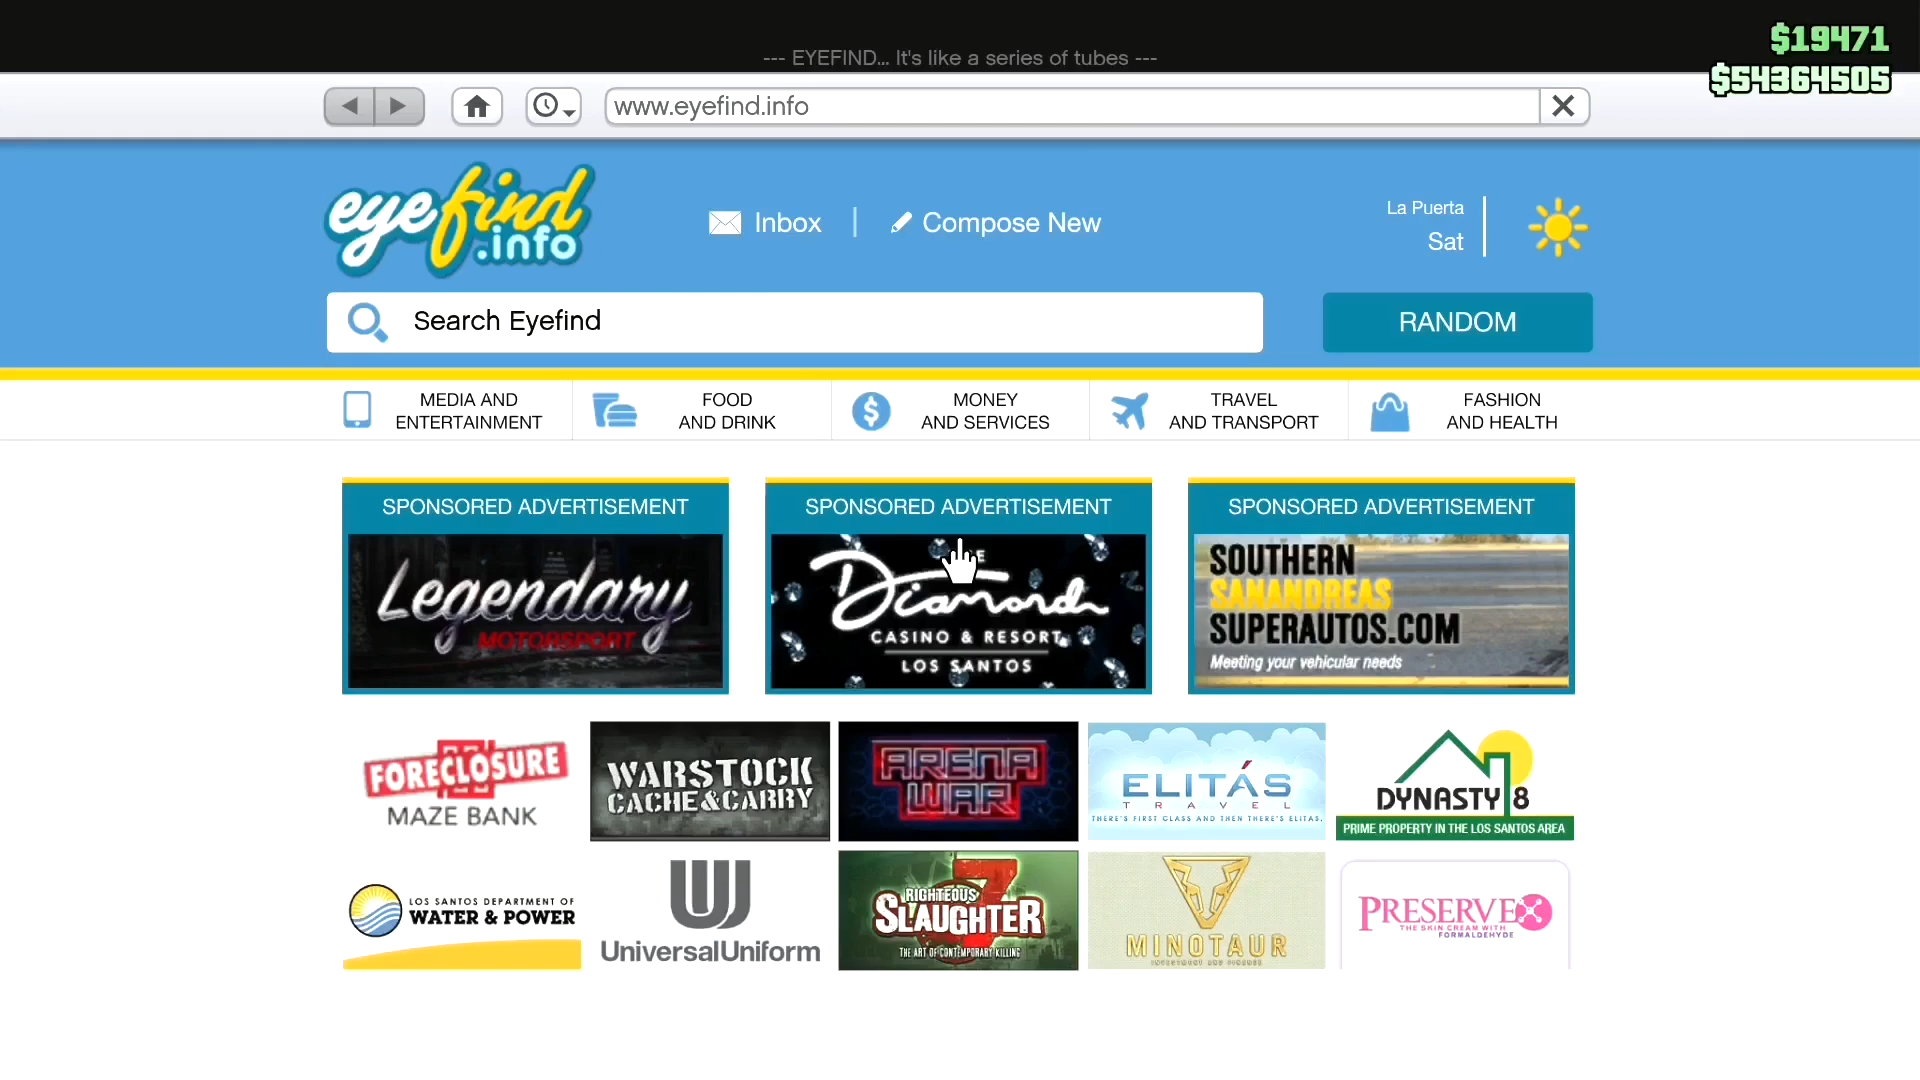 $19471
--- EYEFIND... It's like a series of tubes ---
$54364505
www.eyefind.info
eyefind.info
Inbox
Compose New
La Puerta
Sat
Search Eyefind
RANDOM
MEDIA AND
ENTERTAINMENT
FOOD
AND DRINK
MONEY
AND SERVICES
TRAVEL
AND TRANSPORT
FASHION
AND HEALTH
SPONSORED ADVERTISEMENT
Legendary
MOTORSPORT
SPONSORED ADVERTISEMENT
Diamond
CASINO & RESORT
LOS SANTOS
SPONSORED ADVERTISEMENT
SOUTHERN
SANANDREAS
SUPERAUTOS.COM
Meeting your vehicular needs
FORECLOSURE
MAZE BANK
WARSTOCK
CACHE&CARRY
ARENA
WAR
ELITÁS
TRAVEL
THERE'S FIRST CLASS AND THEN THERE'S ELITAS.
DYNASTY 8
PRIME PROPERTY IN THE LOS SANTOS AREA
LOS SANTOS DEPARTMENT OF
WATER & POWER
UniversalUniform
RIGHTEOUS
SLAUGHTER
7
THE ART OF CONTEMPORARY KILLING
MINOTAUR
INVESTMENT AND FINANCE
PRESERVEX
THE SKIN CREAM WITH
FORMALDEHYDE